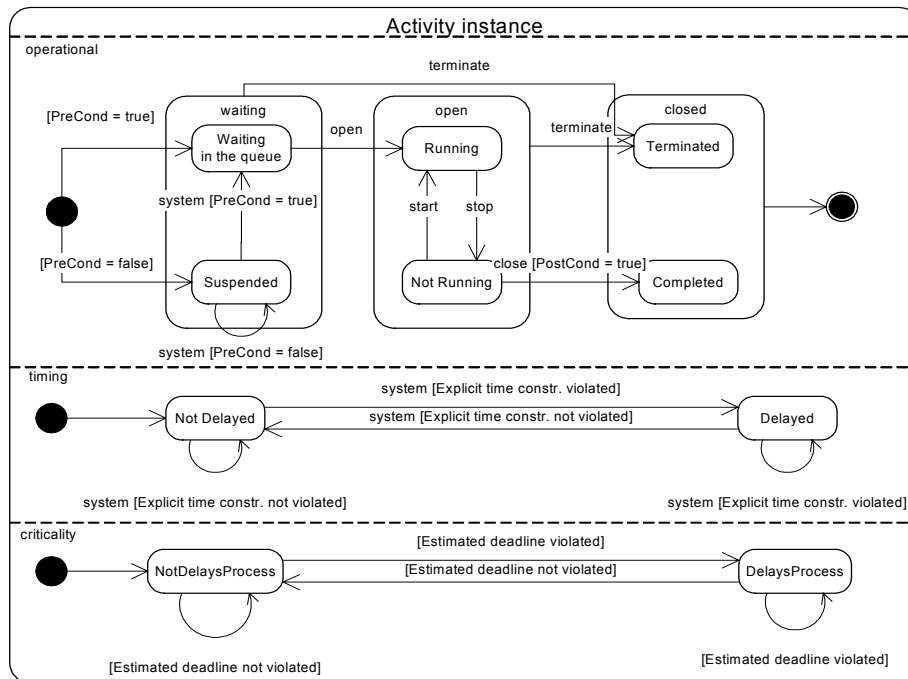 Activity instance
operational
terminate
waiting
open
closed
[PreCond = true]
open
terminate
Waiting
in the queue
Running
Terminated
system [PreCond = true]
start
stop
[PreCond = false]
close [PostCond = true]
Suspended
Not Running
Completed
system [PreCond = false]
timing
system [Explicit time constr. violated]
system [Explicit time constr. not violated]
Not Delayed
Delayed
system [Explicit time constr. not violated]
system [Explicit time constr. violated]
criticality
[Estimated deadline violated]
[Estimated deadline not violated]
NotDelaysProcess
DelaysProcess
[Estimated deadline not violated]
[Estimated deadline violated]